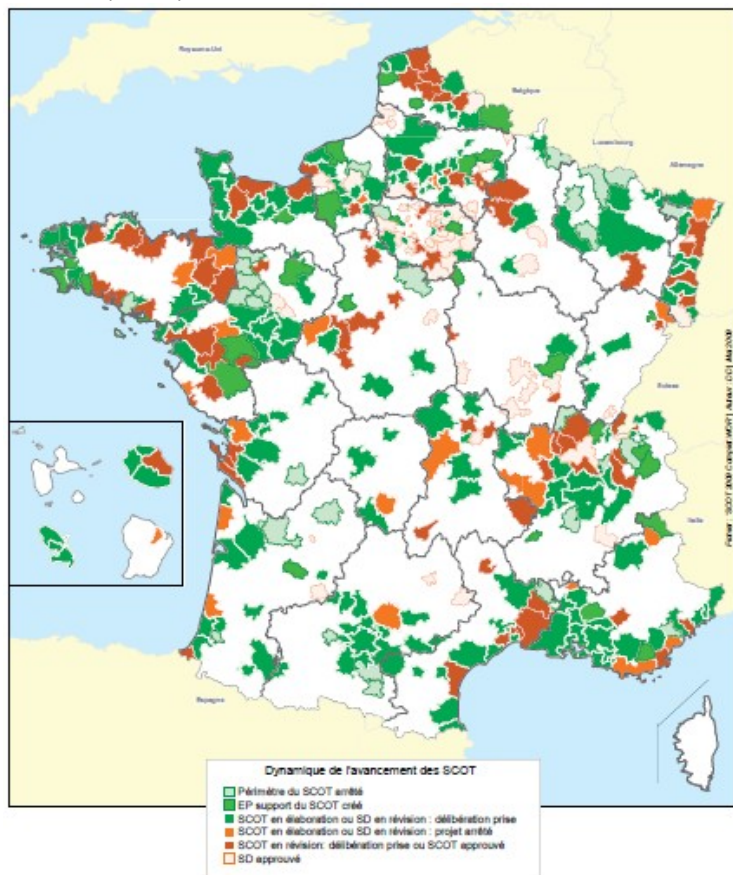 Royaume-Uni
Belgique
Luxembourg
Allemagne
Suisse
Italie
Espagne
Dynamique de l'avancement des SCOT
Périmètre du SCOT arrêté
EP support du SCOT créé
SCOT en élaboration ou SD en révision : délibération prise
SCOT en élaboration ou SD en révision : projet arrêté
SCOT en révision: délibération prise ou SCOT approuvé
SD approuvé